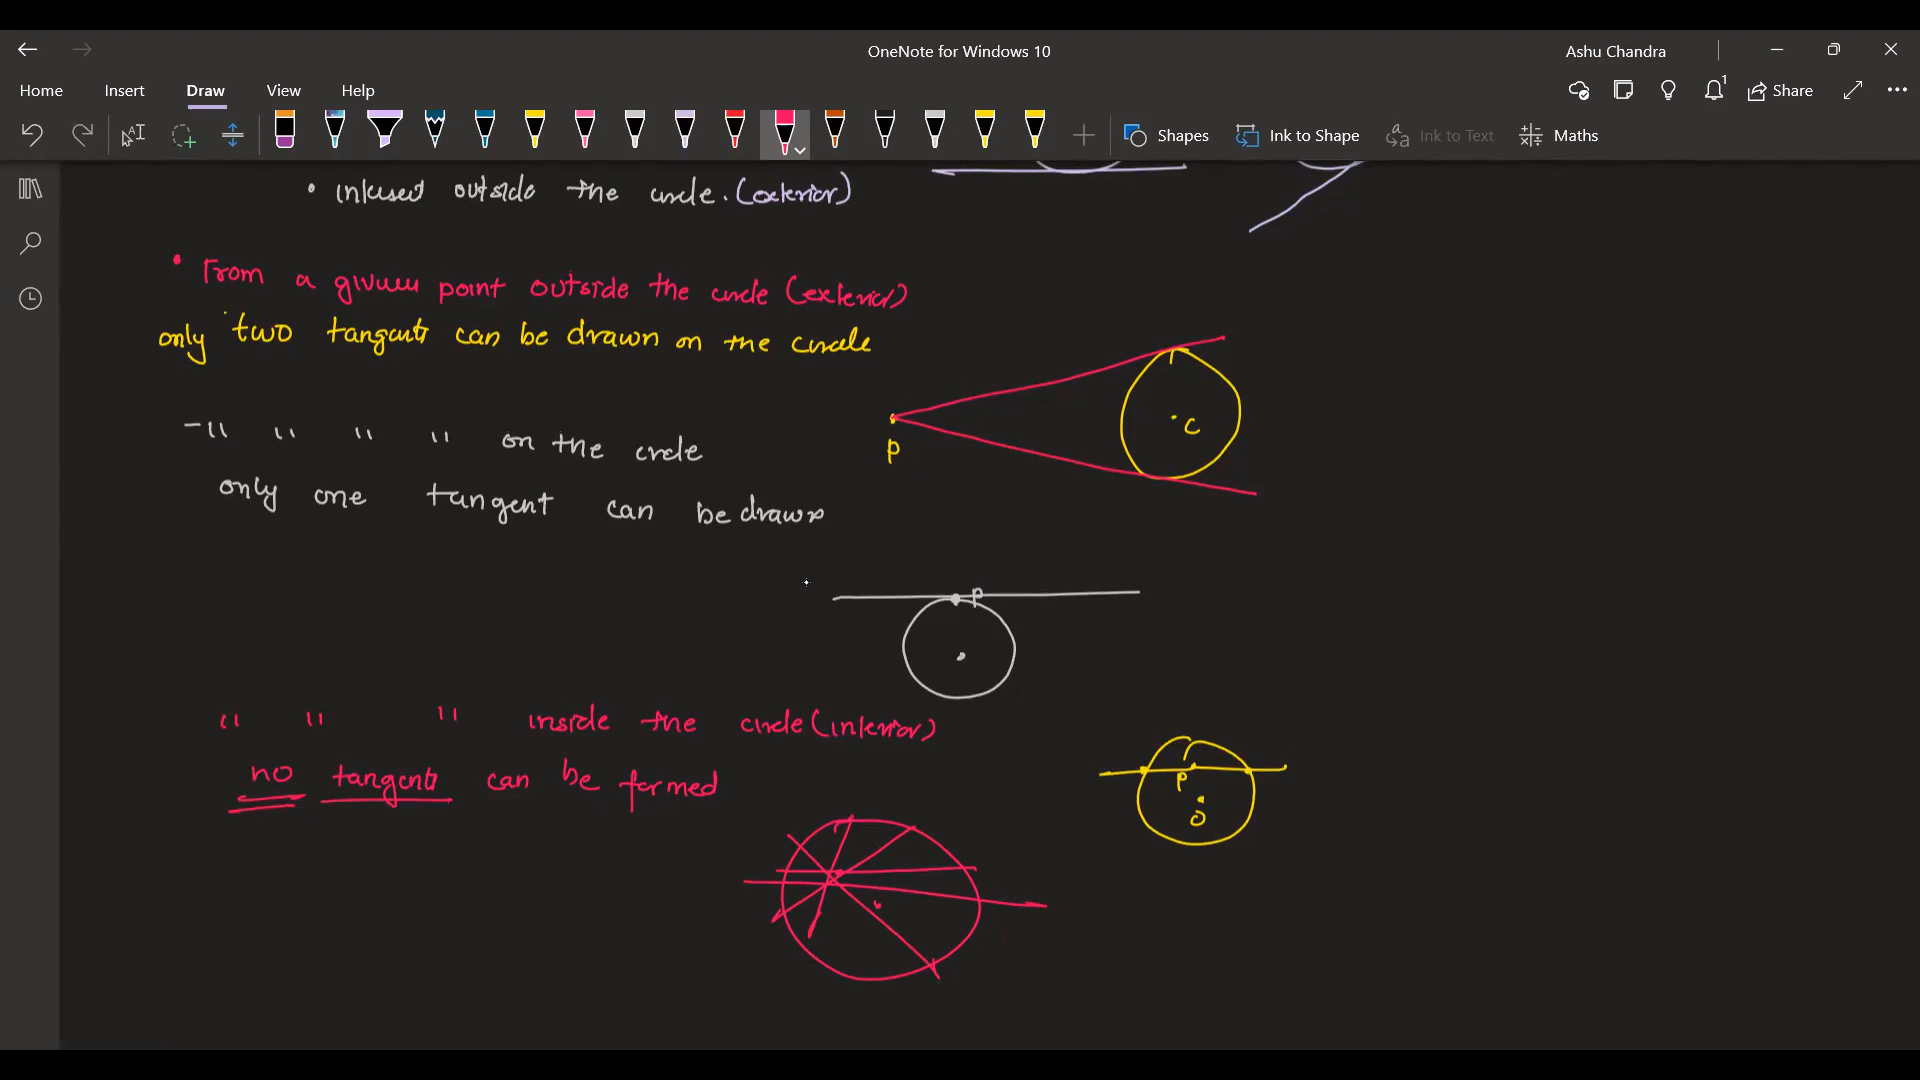 OneNote for Windows 10
Ashu Chandra
Home Insert Draw View Help
1 Share
Shapes Ink to Shape Ink to Text Maths
• intersect outside the circle. (exterior)
• From a given point outside the circle (exterior)
only two tangents can be drawn on the circle
C
P
- " " " " on the circle
only one tangent can be drawn
P
" " " inside the circle (interior)
no tangents can be formed
P
O